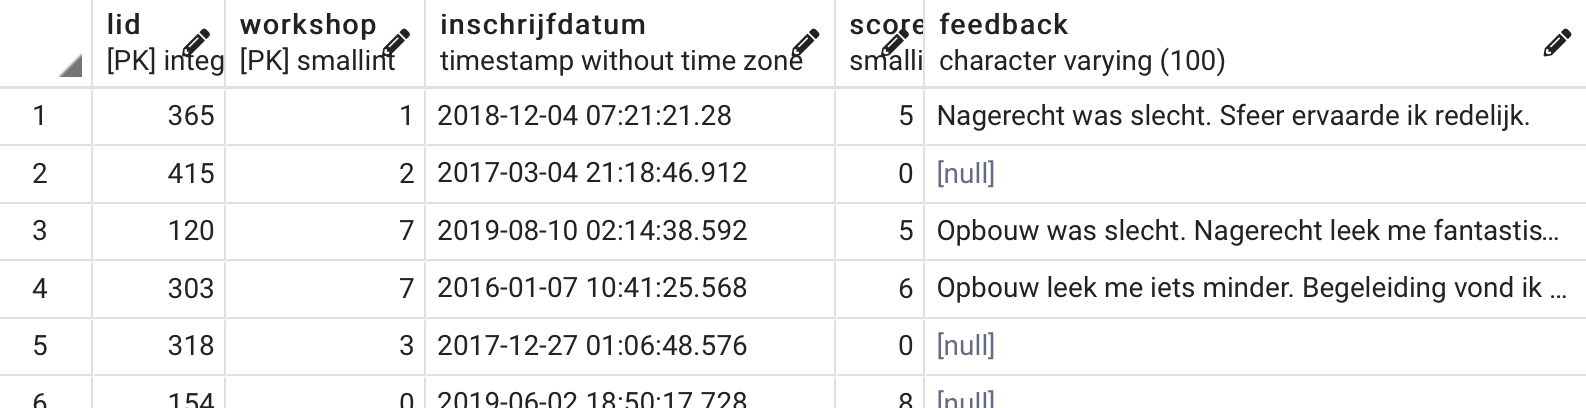 lid workshop inschrijfdatum score feedback
[PK] integ [PK] smallint timestamp without time zone smalli character varying (100)
1 365 1 2018-12-04 07:21:21.28 5 Nagerecht was slecht. Sfeer ervaarde ik redelijk.
2 415 2 2017-03-04 21:18:46.912 0 [null]
3 120 7 2019-08-10 02:14:38.592 5 Opbouw was slecht. Nagerecht leek me fantastis...
4 303 7 2016-01-07 10:41:25.568 6 Opbouw leek me iets minder. Begeleiding vond ik ...
5 318 3 2017-12-27 01:06:48.576 0 [null]
6 154 0 2019-06-02 18:50:17.728 8 [null]